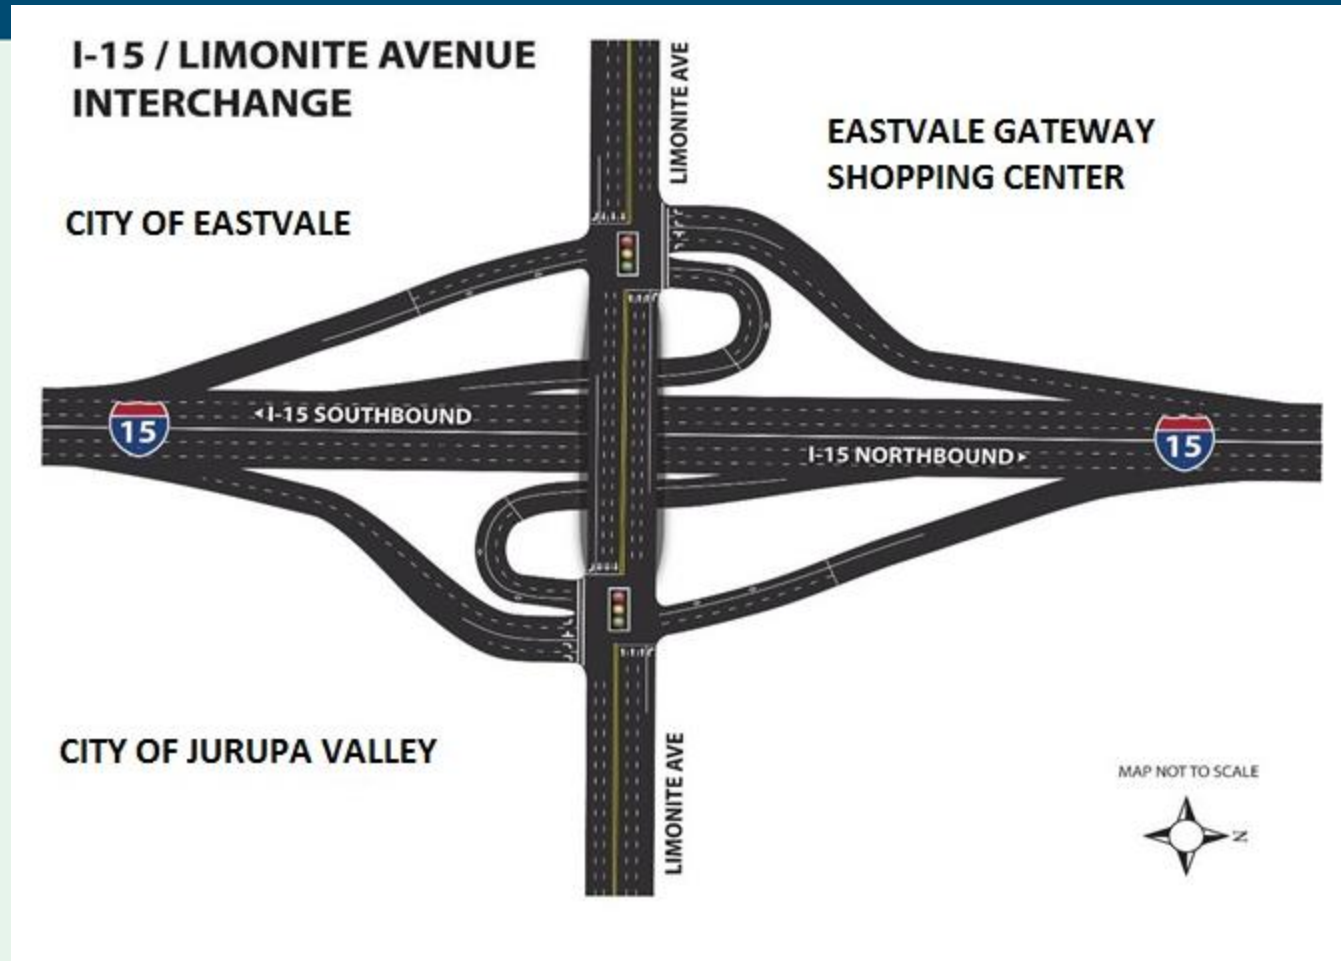 I-15 / LIMONITE AVENUE
INTERCHANGE
LIMONITE AVE
EASTVALE GATEWAY
SHOPPING CENTER
CITY OF EASTVALE
15
I-15 SOUTHBOUND
I-15 NORTHBOUND
15
CITY OF JURUPA VALLEY
LIMONITE AVE
MAP NOT TO SCALE
N